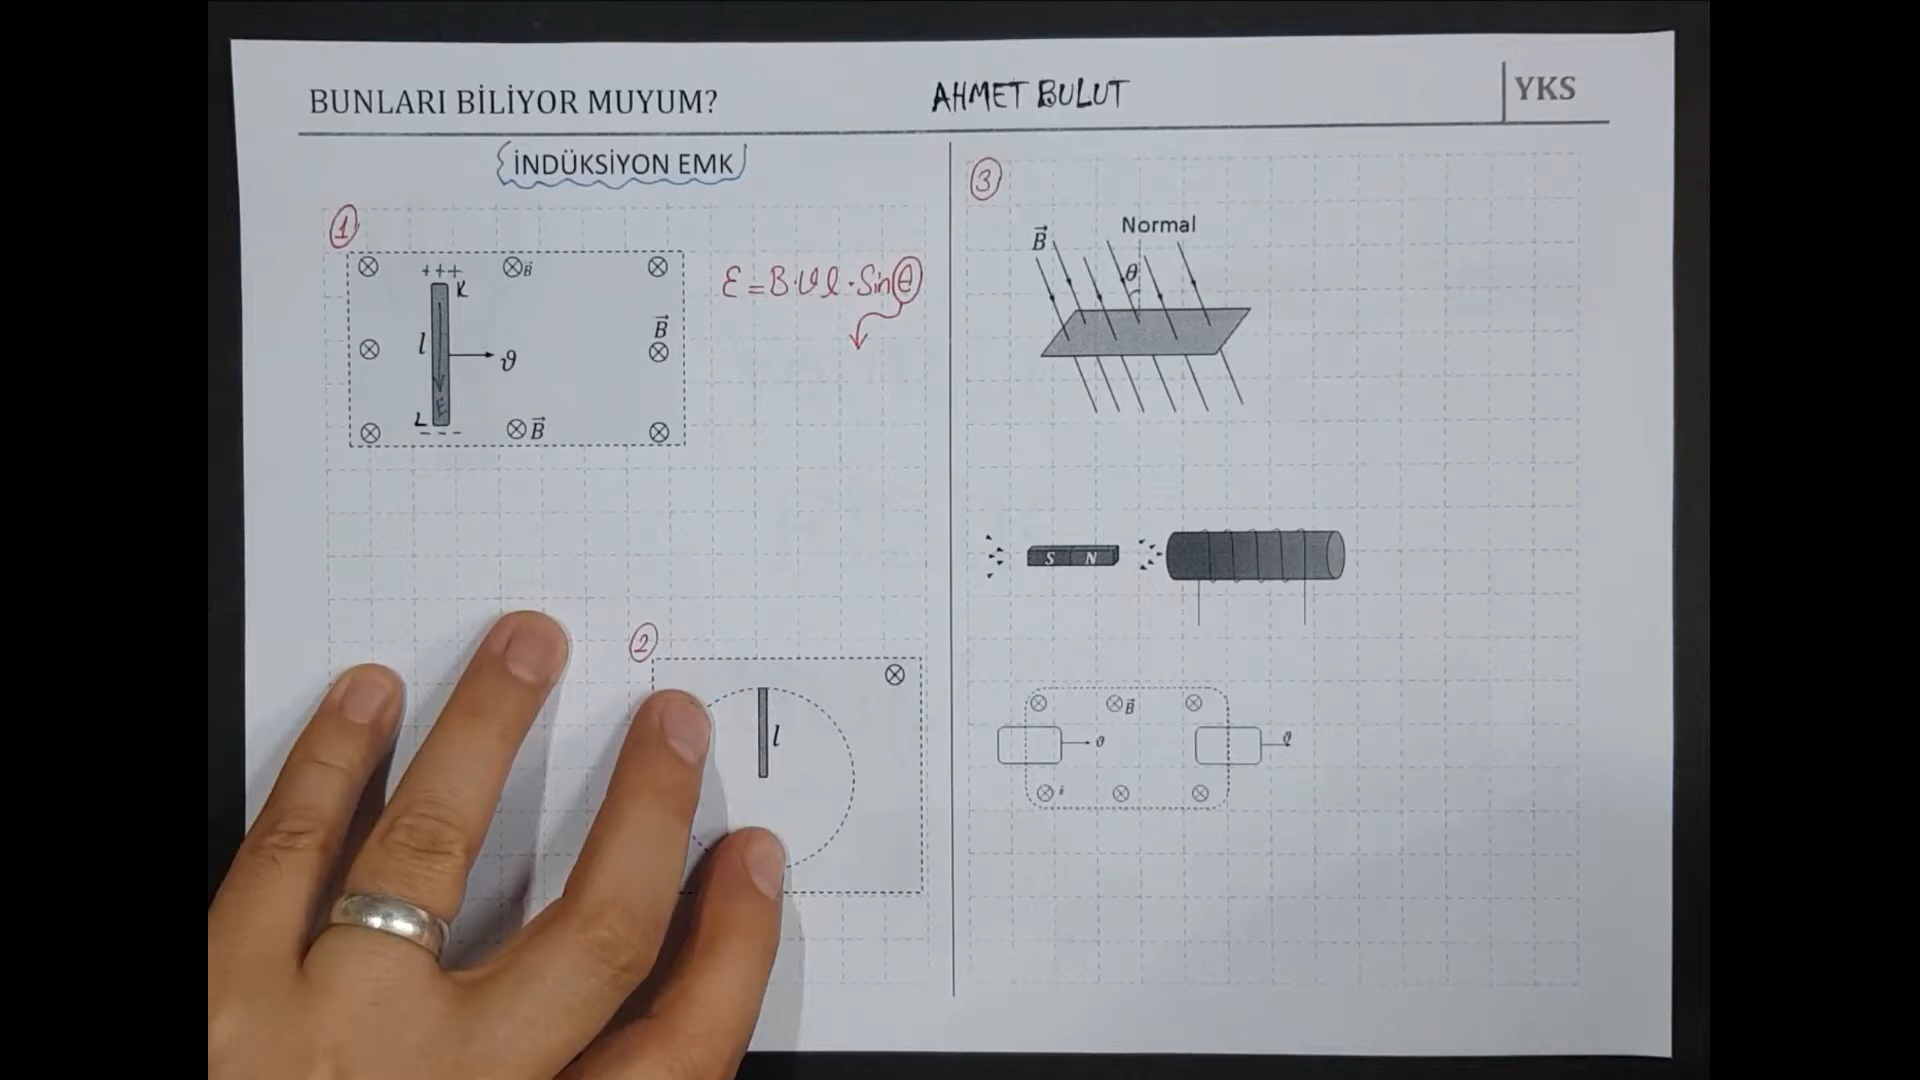 BUNLARI BİLİYOR MUYUM?
AHMET BULUT
YKS
İNDÜKSİYON EMK
1
+++
K
B
l
ϑ
B⃗
L
E
---
B⃗
Ɛ = B·ϑ·l·Sinθ
2
l
3
Normal
B⃗
θ
S N
B⃗
ϑ
ϑ